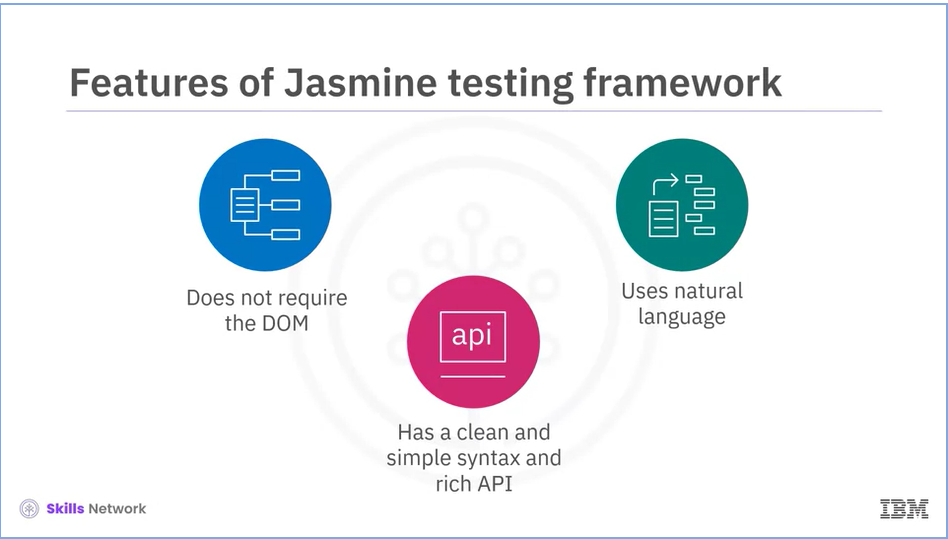 Features of Jasmine testing framework
Does not require
the DOM
api
Has a clean and
simple syntax and
rich API
Uses natural
language
Skills Network
IBM